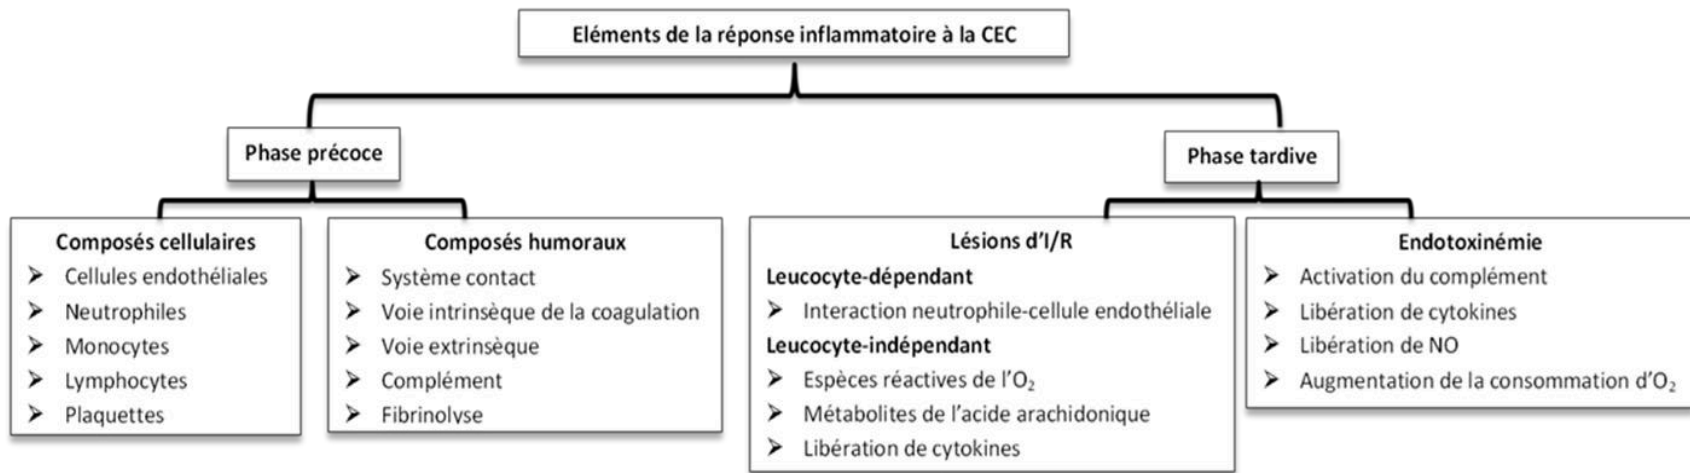 Eléments de la réponse inflammatoire à la CEC
Phase précoce
Phase tardive
Composés cellulaires
➢ Cellules endothéliales
➢ Neutrophiles
➢ Monocytes
➢ Lymphocytes
➢ Plaquettes
Composés humoraux
➢ Système contact
➢ Voie intrinsèque de la coagulation
➢ Voie extrinsèque
➢ Complément
➢ Fibrinolyse
Lésions d'I/R
Leucocyte-dépendant
➢ Interaction neutrophile-cellule endothéliale
Leucocyte-indépendant
➢ Espèces réactives de l'O₂
➢ Métabolites de l'acide arachidonique
➢ Libération de cytokines
Endotoxinémie
➢ Activation du complément
➢ Libération de cytokines
➢ Libération de NO
➢ Augmentation de la consommation d'O₂